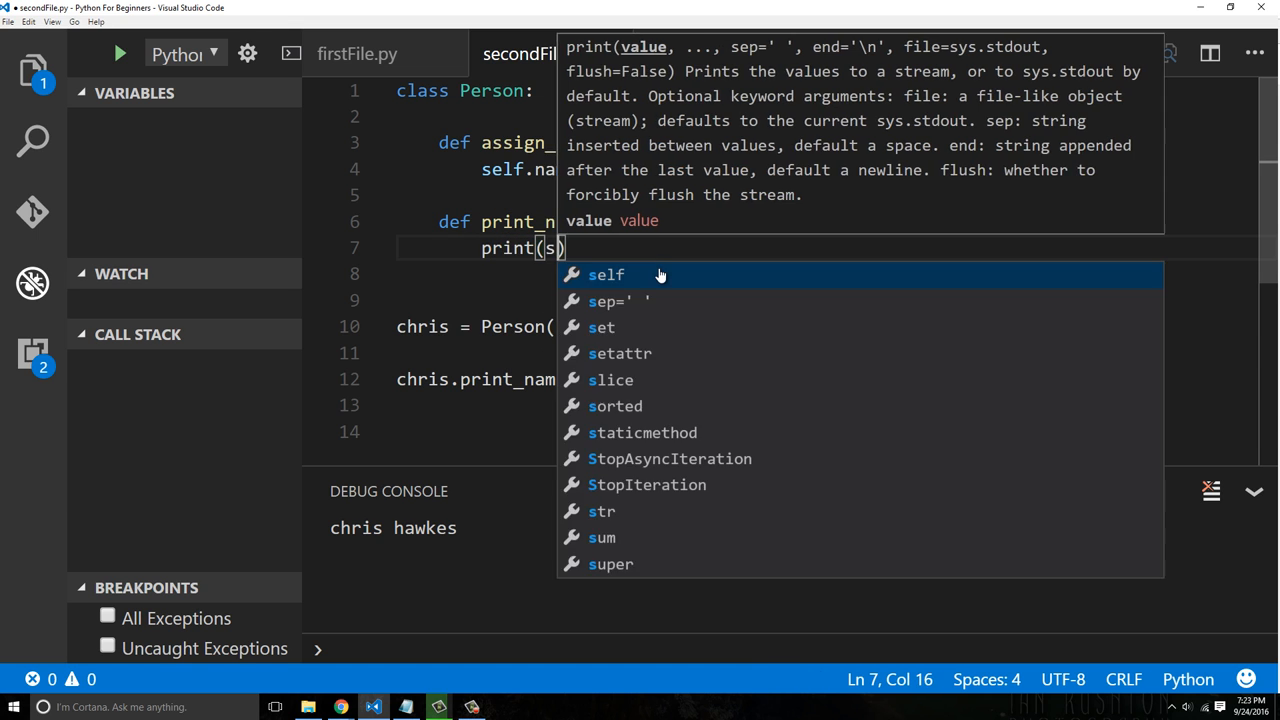 secondFile.py - Python For Beginners - Visual Studio Code
File Edit View Go Help
Pythor
firstFile.py
secondFil
VARIABLES
WATCH
CALL STACK
BREAKPOINTS
All Exceptions
Uncaught Exceptions
1
2
1 class Person:
2
3 def assign_
4 self.na
5
6 def print_n
7 print(s)
8
9
10 chris = Person(
11
12 chris.print_nam
13
14
print(value, ..., sep=' ', end='\n', file=sys.stdout,
flush=False) Prints the values to a stream, or to sys.stdout by
default. Optional keyword arguments: file: a file-like object
(stream); defaults to the current sys.stdout. sep: string
inserted between values, default a space. end: string appended
after the last value, default a newline. flush: whether to
forcibly flush the stream.
value value
self
sep=' '
set
setattr
slice
sorted
staticmethod
StopAsyncIteration
StopIteration
str
sum
super
DEBUG CONSOLE
chris hawkes
0 0
Ln 7, Col 16 Spaces: 4 UTF-8 CRLF Python
I'm Cortana. Ask me anything.
7:23 PM
9/24/2016